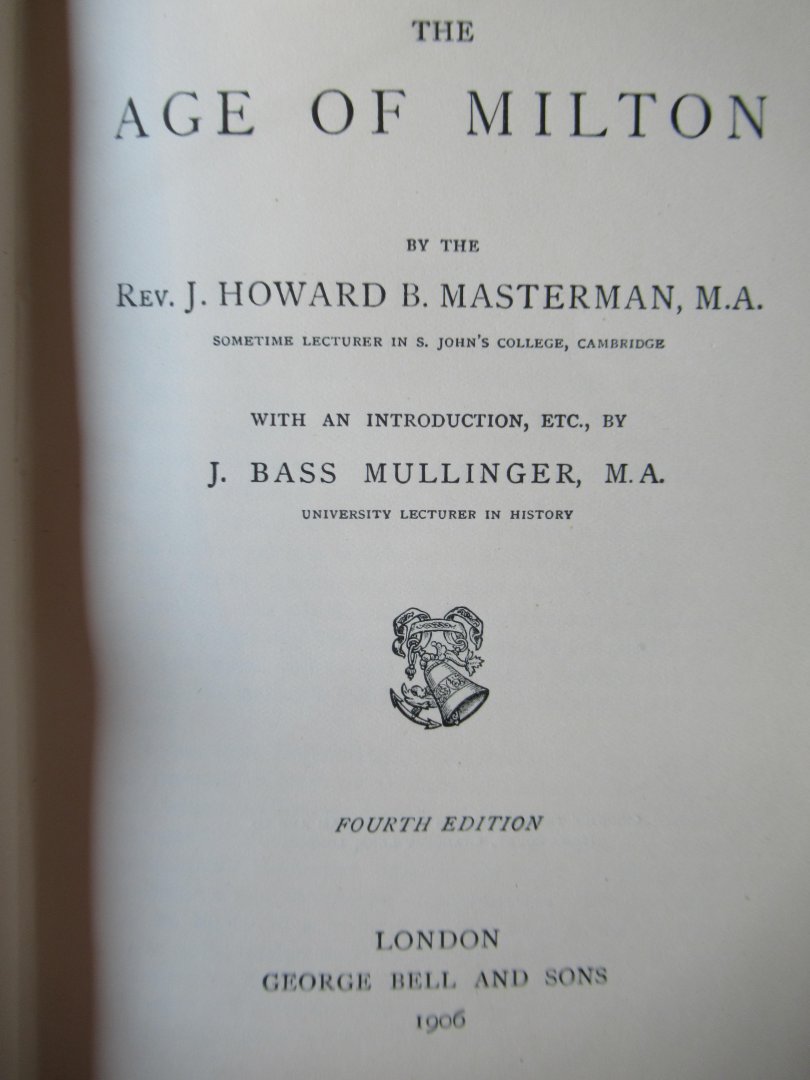 THE
AGE OF MILTON
BY THE
REV. J. HOWARD B. MASTERMAN, M.A.
SOMETIME LECTURER IN S. JOHN'S COLLEGE, CAMBRIDGE
WITH AN INTRODUCTION, ETC., BY
J. BASS MULLINGER, M.A.
UNIVERSITY LECTURER IN HISTORY
FOURTH EDITION
LONDON
GEORGE BELL AND SONS
1906